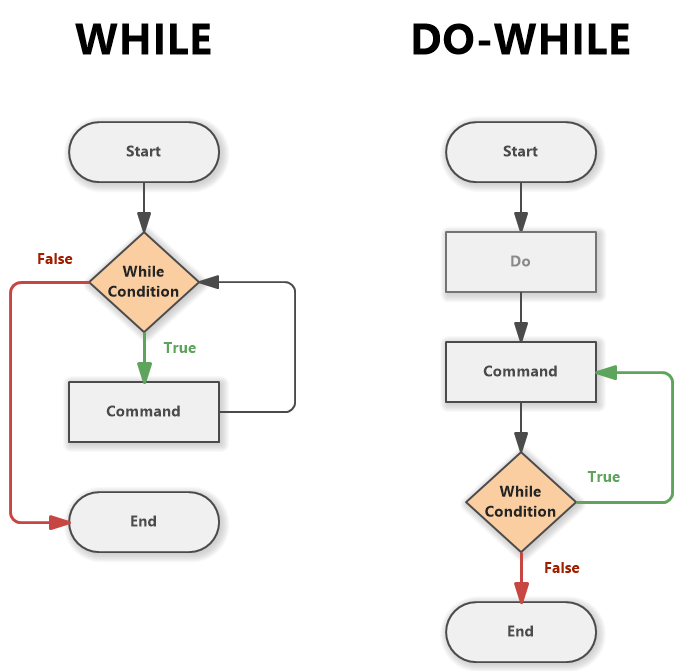 WHILE
Start
False
While
Condition
True
Command
End
DO-WHILE
Start
Do
Command
While
Condition
True
False
End